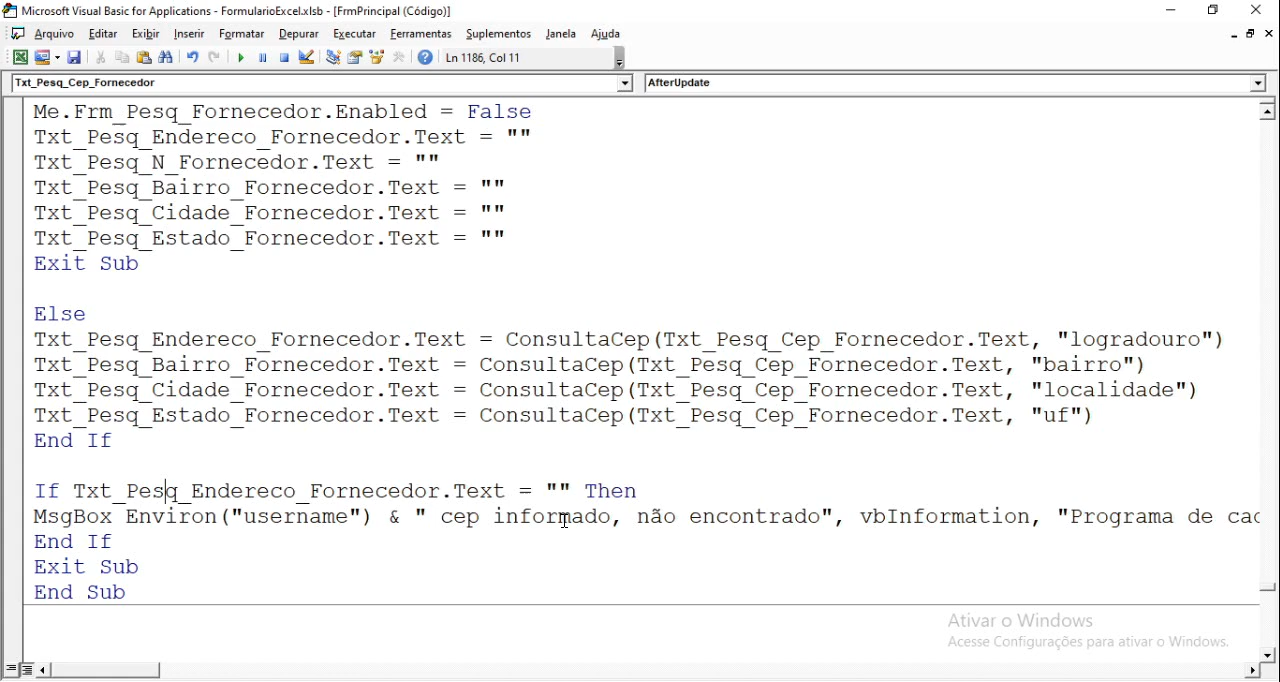 Microsoft Visual Basic for Applications - FormularioExcel.xlsb - [FrmPrincipal (Código)]
Arquivo Editar Exibir Inserir Formatar Depurar Executar Ferramentas Suplementos Janela Ajuda
Ln 1186, Col 11
Txt_Pesq_Cep_Fornecedor AfterUpdate
Me.Frm_Pesq_Fornecedor.Enabled = False
Txt_Pesq_Endereco_Fornecedor.Text = ""
Txt_Pesq_N_Fornecedor.Text = ""
Txt_Pesq_Bairro_Fornecedor.Text = ""
Txt_Pesq_Cidade_Fornecedor.Text = ""
Txt_Pesq_Estado_Fornecedor.Text = ""
Exit Sub
Else
Txt_Pesq_Endereco_Fornecedor.Text = ConsultaCep(Txt_Pesq_Cep_Fornecedor.Text, "logradouro")
Txt_Pesq_Bairro_Fornecedor.Text = ConsultaCep(Txt_Pesq_Cep_Fornecedor.Text, "bairro")
Txt_Pesq_Cidade_Fornecedor.Text = ConsultaCep(Txt_Pesq_Cep_Fornecedor.Text, "localidade")
Txt_Pesq_Estado_Fornecedor.Text = ConsultaCep(Txt_Pesq_Cep_Fornecedor.Text, "uf")
End If
If Txt_Pesq_Endereco_Fornecedor.Text = "" Then
MsgBox Environ("username") & " cep informado, não encontrado", vbInformation, "Programa de cac
End If
Exit Sub
End Sub
Ativar o Windows
Acesse Configurações para ativar o Windows.